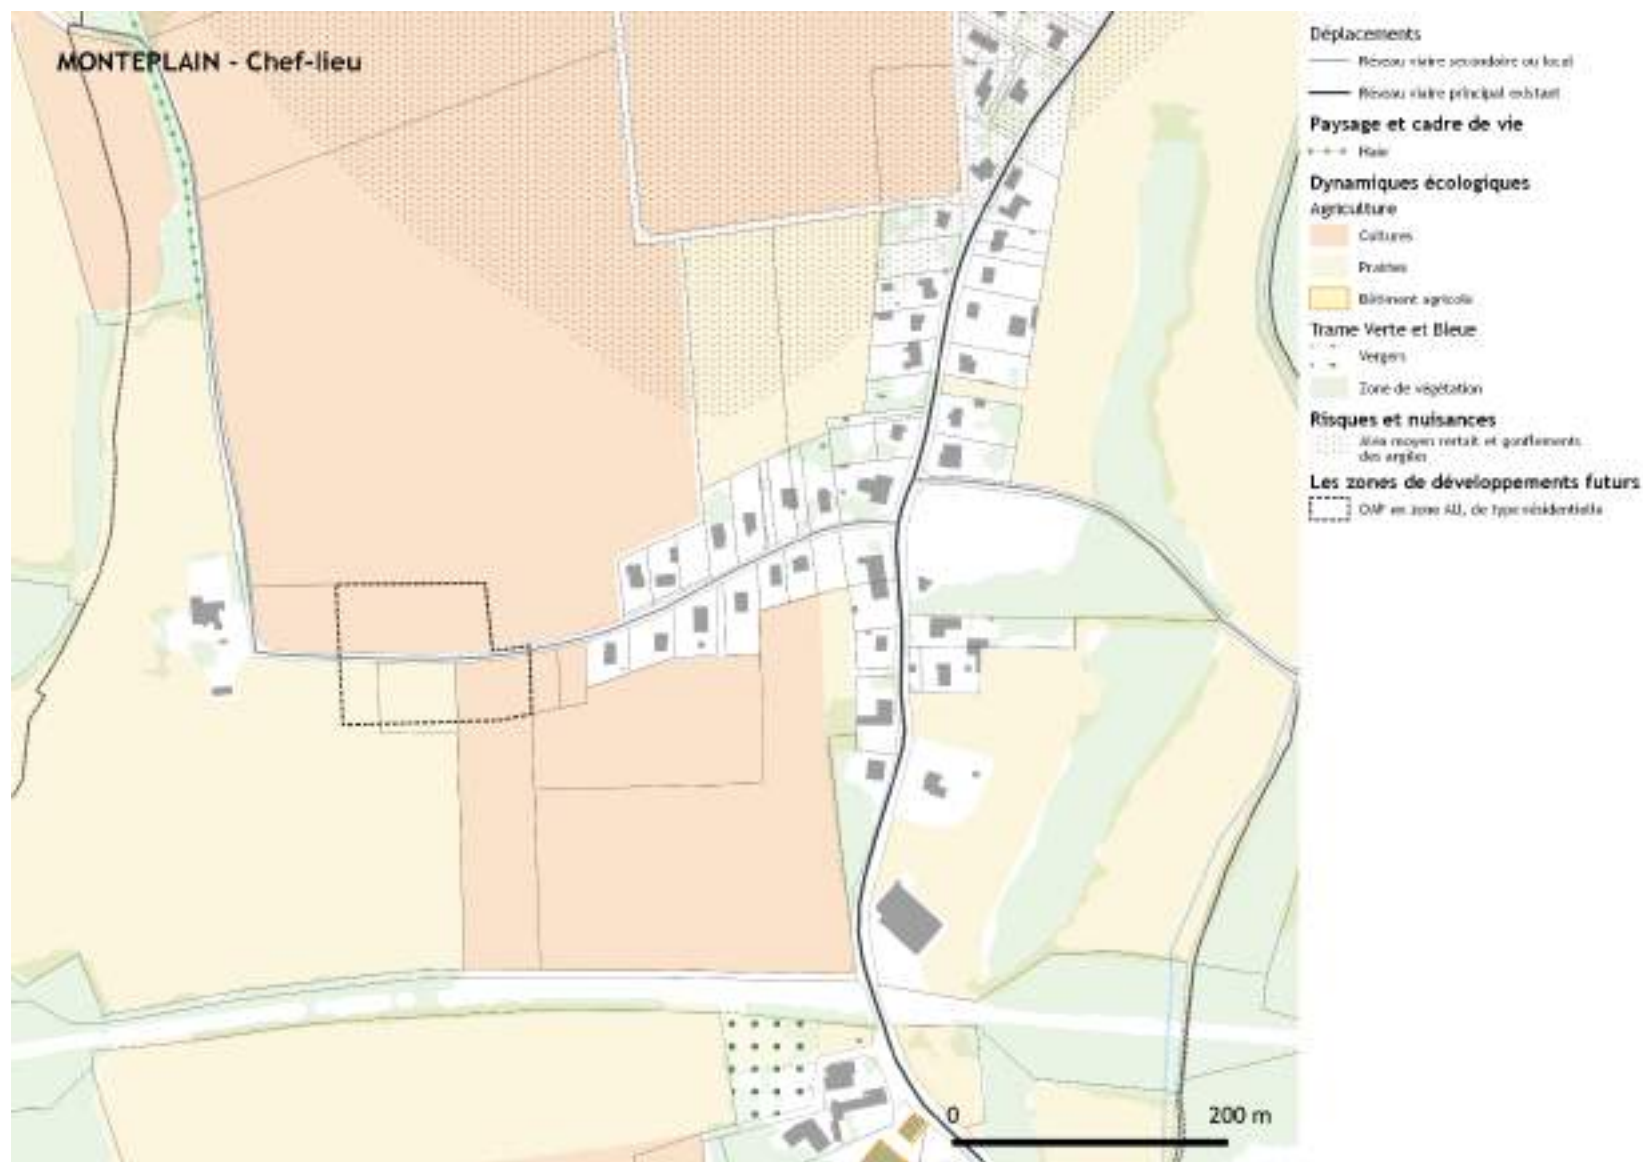 MONTEPLAIN - Chef-lieu
Déplacements
Réseau viaire secondaire ou local
Réseau viaire principal existant
Paysage et cadre de vie
Haie
Dynamiques écologiques
Agriculture
Cultures
Prairies
Bâtiment agricole
Trame Verte et Bleue
Vergers
Zone de végétation
Risques et nuisances
Aléa moyen retrait et gonflements
des argiles
Les zones de développements futurs
OAP en zone AU, de type résidentielle
0
200 m